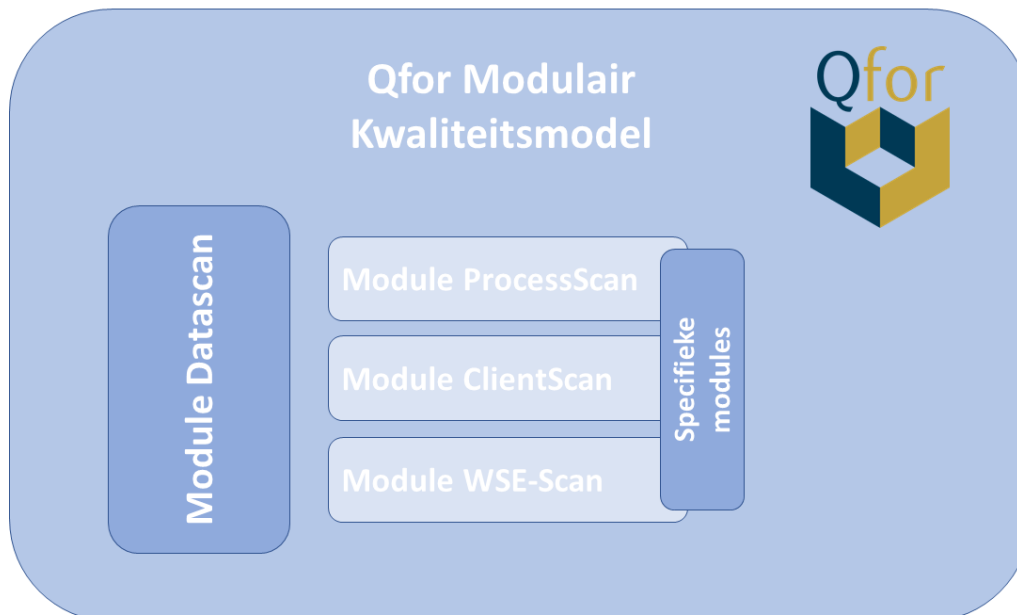 Qfor Modulair
Kwaliteitsmodel
Qfor
Module Datascan
Module ProcessScan
Module ClientScan
Module WSE-Scan
Specifieke
modules